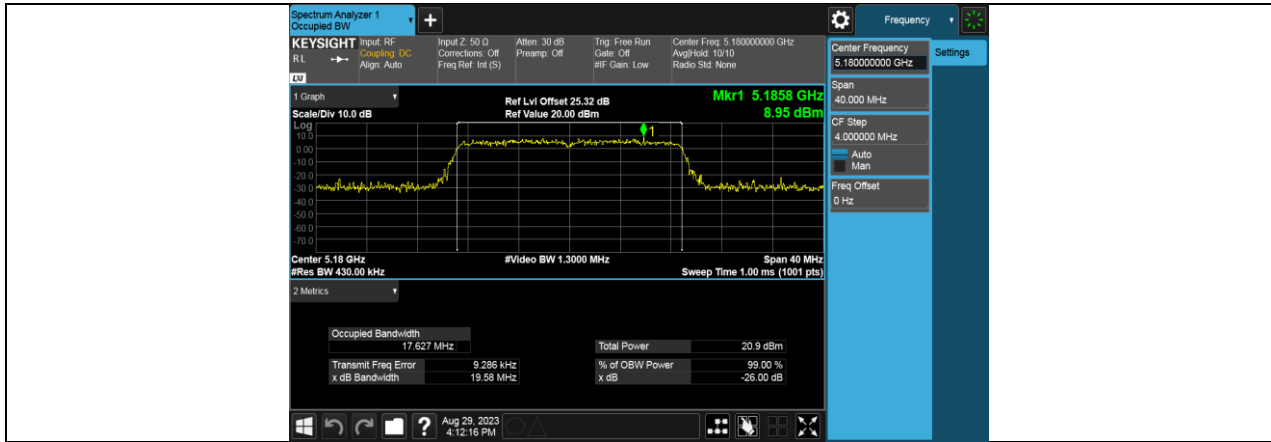 Spectrum Analyzer 1
Occupied BW
Frequency
KEYSIGHT
R L
LXI
Input: RF
Coupling: DC
Align: Auto
Input Z: 50 Ω
Corrections: Off
Freq Ref: Int (S)
Atten: 30 dB
Preamp: Off
Trig: Free Run
Gate: Off
#IF Gain: Low
Center Freq: 5.180000000 GHz
Avg|Hold: 10/10
Radio Std: None
Center Frequency
5.180000000 GHz
Settings
Span
40.000 MHz
CF Step
4.000000 MHz
Auto
Man
Freq Offset
0 Hz
1 Graph
Scale/Div 10.0 dB
Ref Lvl Offset 25.32 dB
Ref Value 20.00 dBm
Mkr1 5.1858 GHz
8.95 dBm
Log
10.0
0.00
-10.0
-20.0
-30.0
-40.0
-50.0
-60.0
-70.0
1
Center 5.18 GHz
#Res BW 430.00 kHz
#Video BW 1.3000 MHz
Span 40 MHz
Sweep Time 1.00 ms (1001 pts)
2 Metrics
Occupied Bandwidth
17.627 MHz
Transmit Freq Error 9.286 kHz
x dB Bandwidth 19.58 MHz
Total Power 20.9 dBm
% of OBW Power 99.00 %
x dB -26.00 dB
Aug 29, 2023
4:12:16 PM